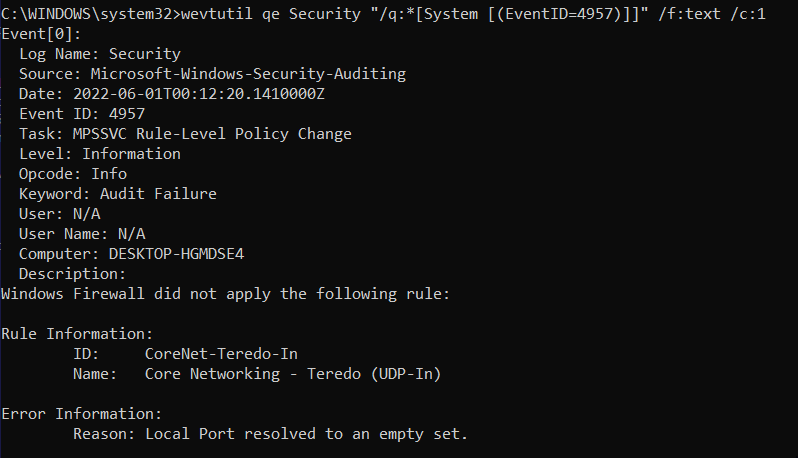 C:\WINDOWS\system32>wevtutil qe Security "/q:*[System [(EventID=4957)]]" /f:text /c:1
Event[0]:
  Log Name: Security
  Source: Microsoft-Windows-Security-Auditing
  Date: 2022-06-01T00:12:20.1410000Z
  Event ID: 4957
  Task: MPSSVC Rule-Level Policy Change
  Level: Information
  Opcode: Info
  Keyword: Audit Failure
  User: N/A
  User Name: N/A
  Computer: DESKTOP-HGMDSE4
  Description:
Windows Firewall did not apply the following rule:

Rule Information:
        ID:     CoreNet-Teredo-In
        Name:   Core Networking - Teredo (UDP-In)

Error Information:
        Reason: Local Port resolved to an empty set.